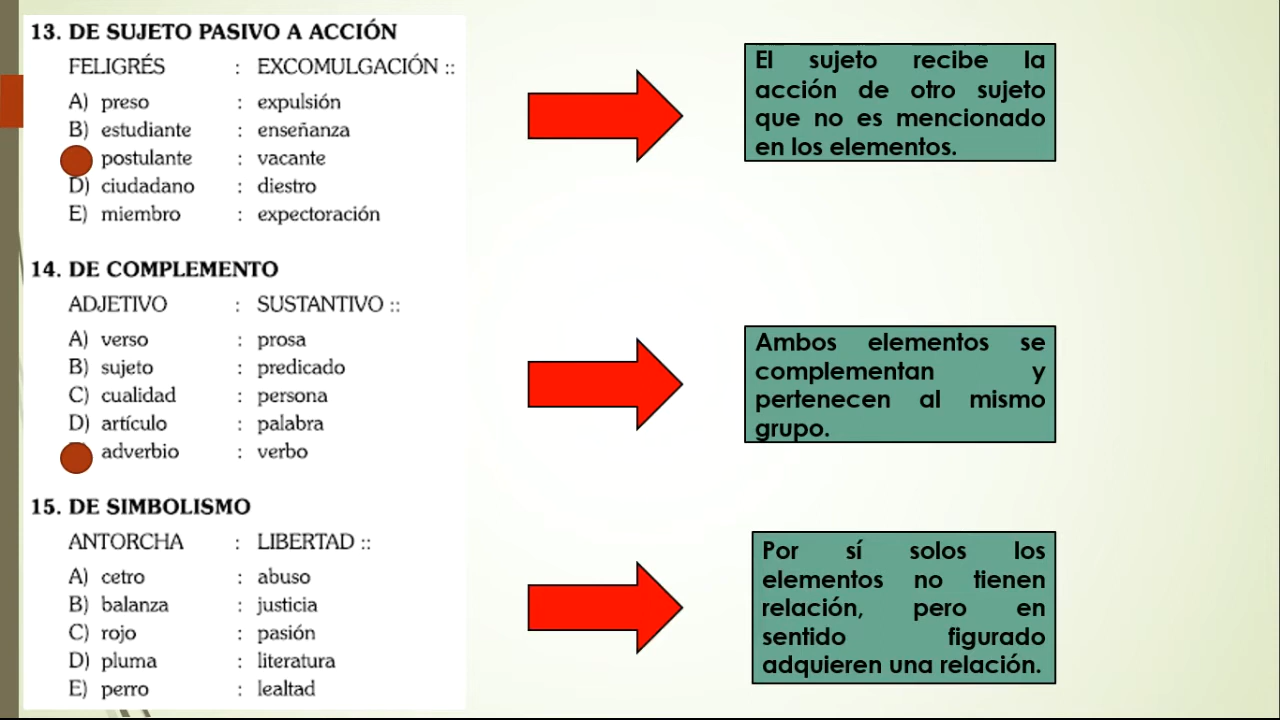 13. DE SUJETO PASIVO A ACCIÓN
FELIGRÉS : EXCOMULGACIÓN ::
A) preso : expulsión
B) estudiante : enseñanza
postulante : vacante
D) ciudadano : diestro
E) miembro : expectoración
El sujeto recibe la
acción de otro sujeto
que no es mencionado
en los elementos.
14. DE COMPLEMENTO
ADJETIVO : SUSTANTIVO ::
A) verso : prosa
B) sujeto : predicado
C) cualidad : persona
D) artículo : palabra
adverbio : verbo
Ambos elementos se
complementan y
pertenecen al mismo
grupo.
15. DE SIMBOLISMO
ANTORCHA : LIBERTAD ::
A) cetro : abuso
B) balanza : justicia
C) rojo : pasión
D) pluma : literatura
E) perro : lealtad
Por sí solos los
elementos no tienen
relación, pero en
sentido figurado
adquieren una relación.